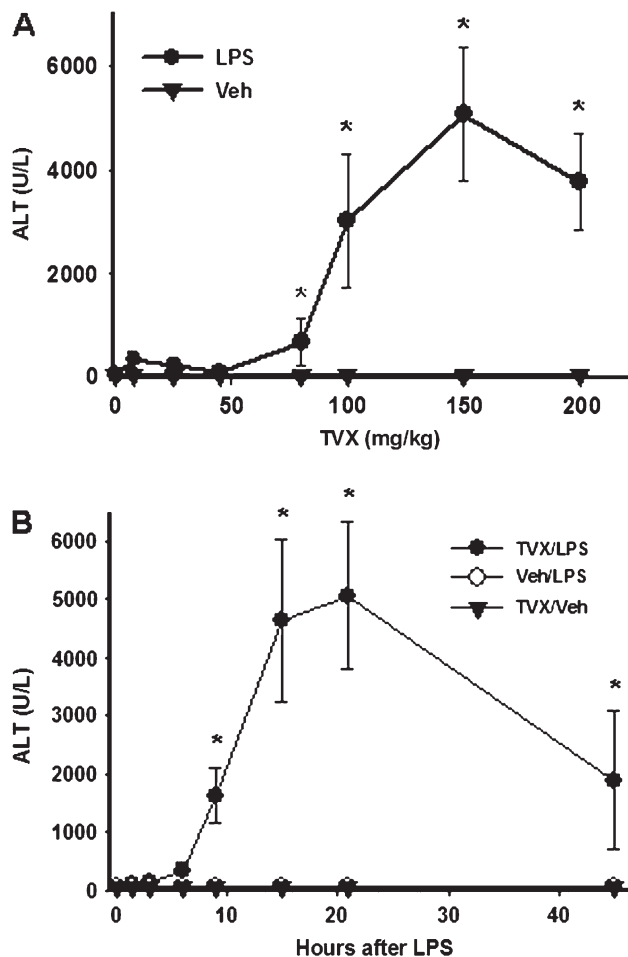 A
LPS
Veh
*
*
*
*
6000
4000
2000
0
ALT (U/L)
0 50 100 150 200
TVX (mg/kg)
B
TVX/LPS
Veh/LPS
TVX/Veh
*
*
*
*
6000
5000
4000
3000
2000
1000
0
ALT (U/L)
0 10 20 30 40
Hours after LPS